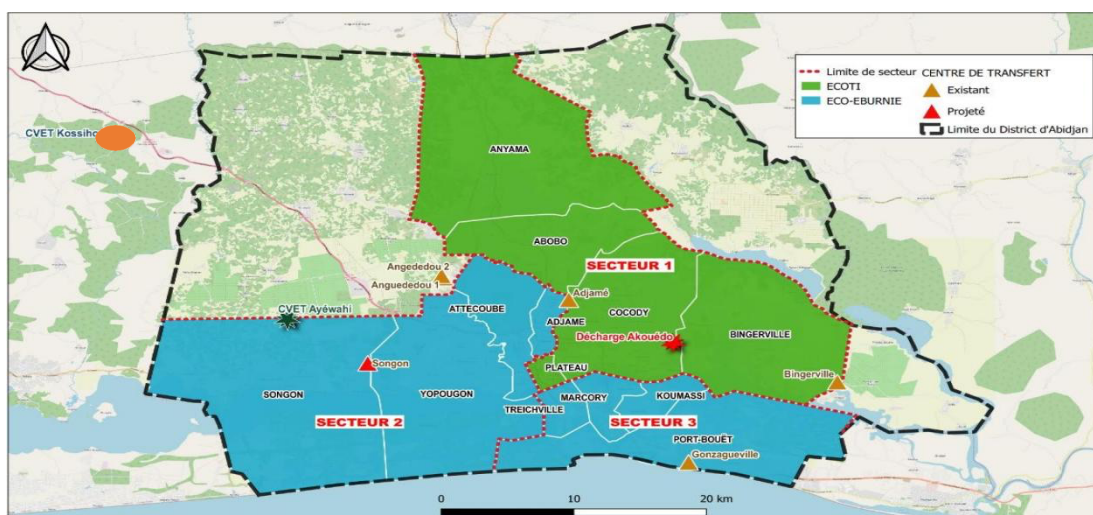 Limite de secteur
ECOTI
ECO-EBURNIE
CENTRE DE TRANSFERT
Existant
Projeté
Limite du District d'Abidjan
CVET Kossiho
ANYAMA
ABOBO
SECTEUR 1
Angededou 2
Anguededou 1
Adjamé
ATTECOUBE
CVET Ayéwahi
ADJAME
COCODY
Décharge Akouédo
BINGERVILLE
Songon
PLATEAU
Bingerville
SONGON
YOPOUGON
TREICHVILLE
MARCORY
KOUMASSI
SECTEUR 2
SECTEUR 3
PORT-BOUËT
Gonzagueville
0 10 20 km